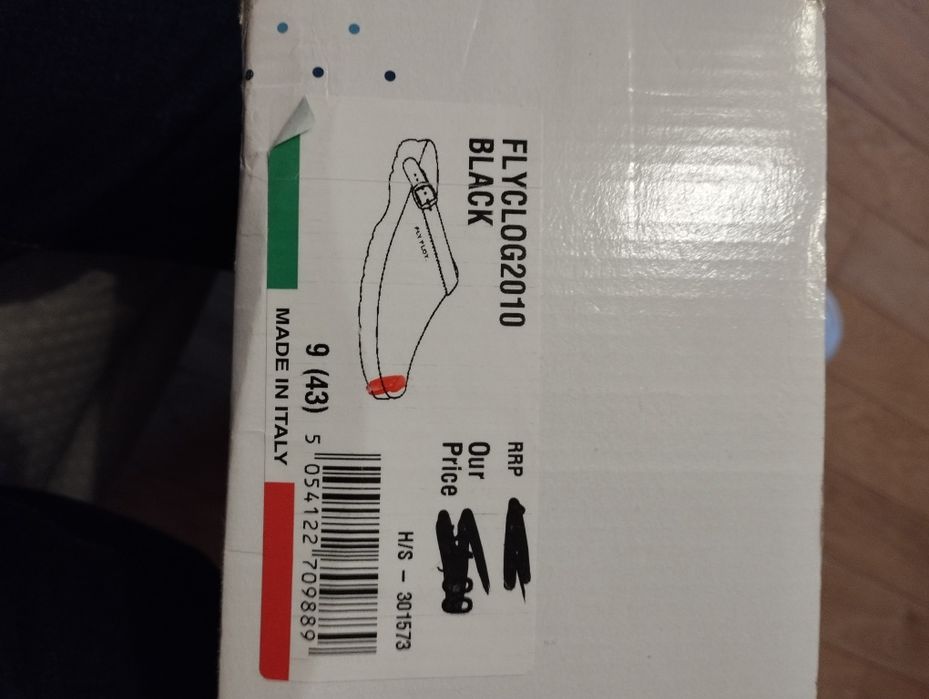 FLYCLOG2010
BLACK
FLY FLOT.
RRP
Our
Price
H/S - 301573
9 (43)
5 054122 709889
MADE IN ITALY